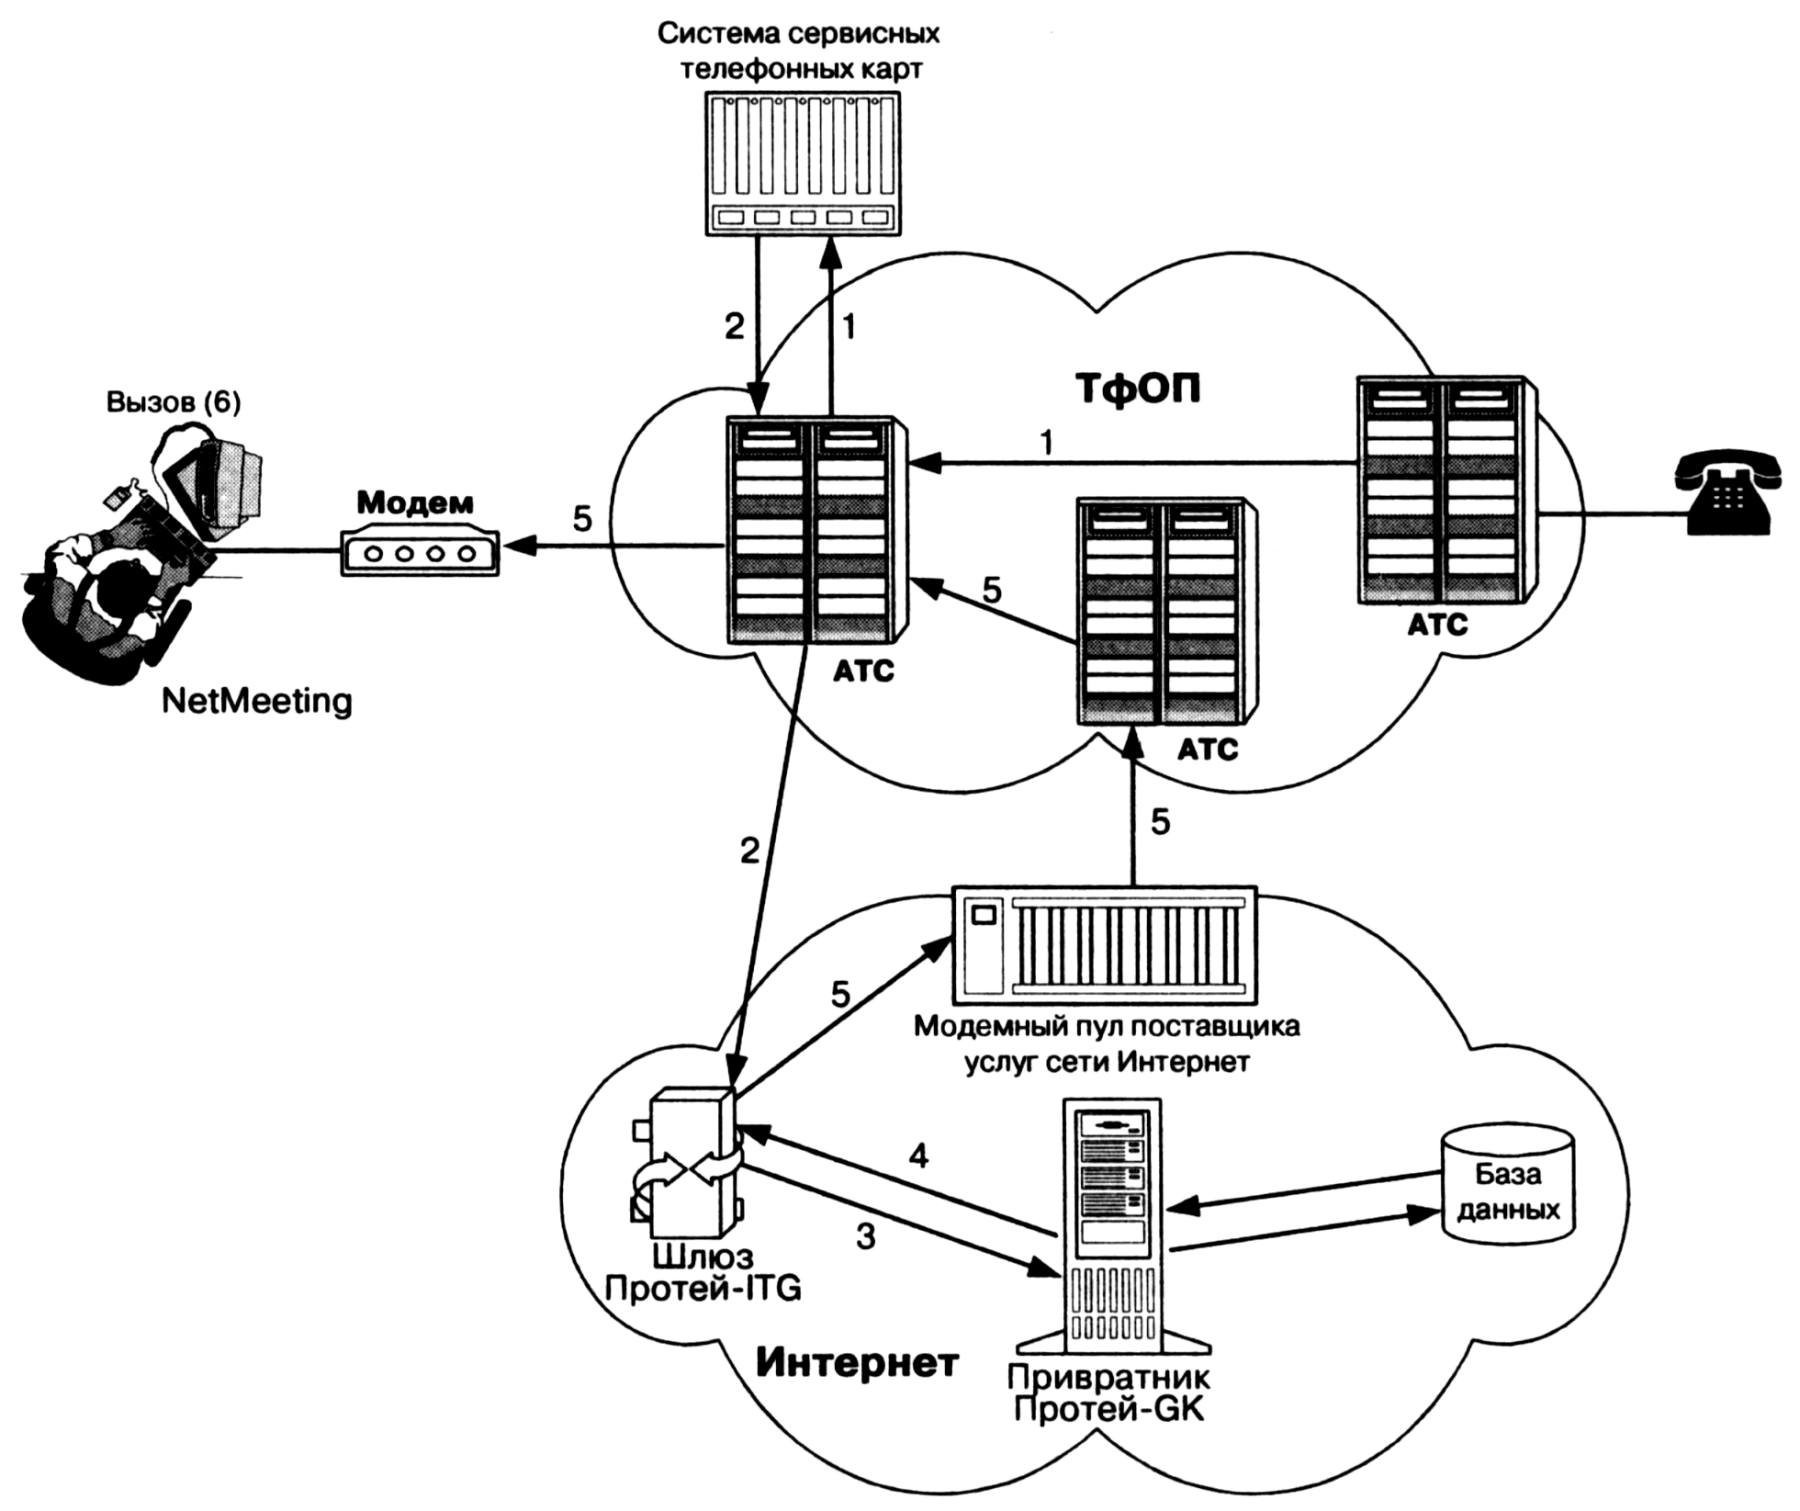 Система сервисных
телефонных карт
2
1
ТфОП
Вызов (6)
1
Модем
5
5
АТС
АТС
NetMeeting
АТС
5
2
5
Модемный пул поставщика
услуг сети Интернет
4
База
данных
3
Шлюз
Протей-ITG
Интернет
Привратник
Протей-GK